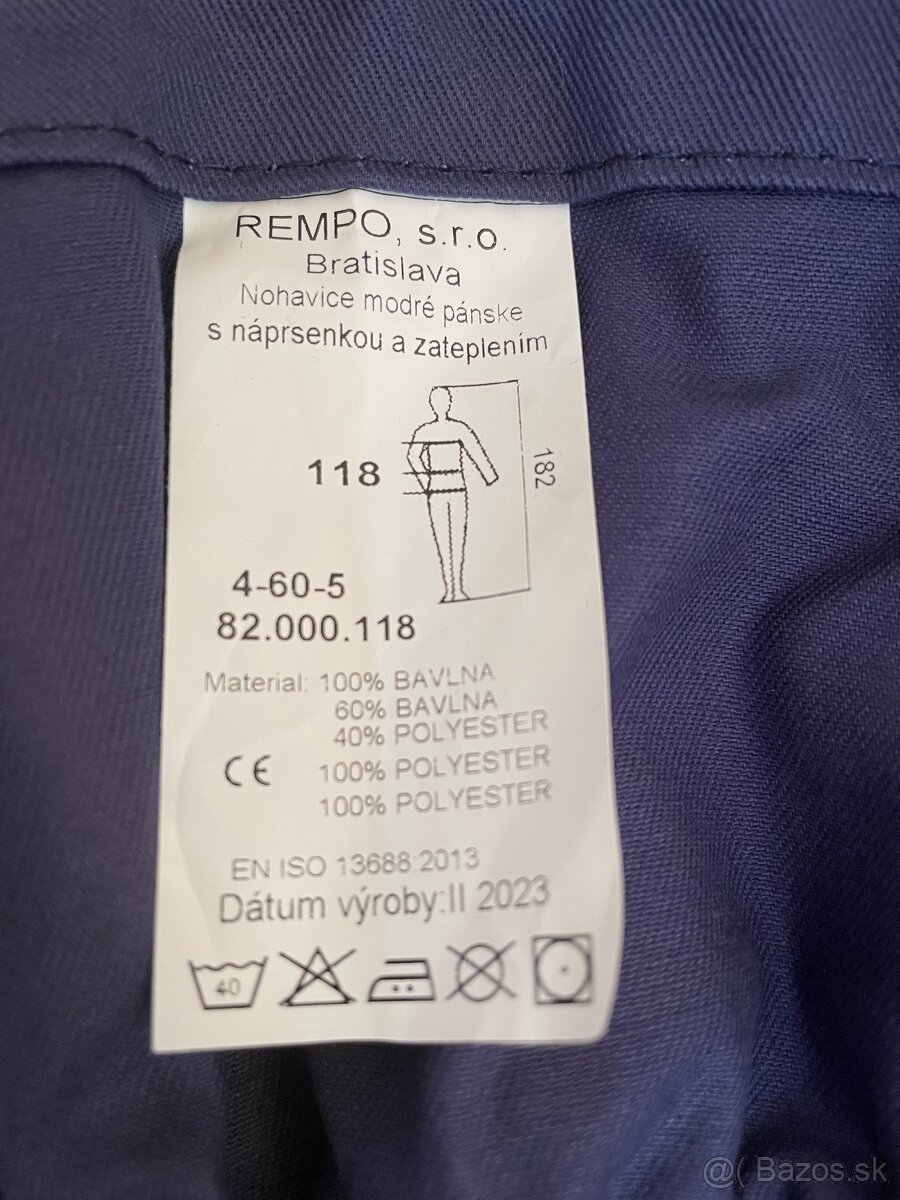 REMPO, s.r.o.
Bratislava
Nohavice modré pánske
s náprsenkou a zateplením
118
182
4-60-5
82.000.118
Material: 100% BAVLNA
60% BAVLNA
40% POLYESTER
CE 100% POLYESTER
100% POLYESTER
EN ISO 13688:2013
Dátum výroby:II 2023
40
@( Bazos.sk